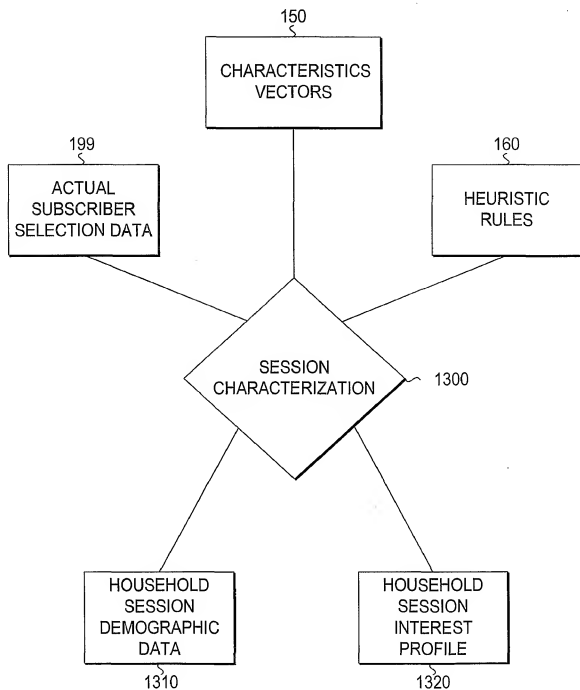 150
CHARACTERISTICS
VECTORS
199
ACTUAL
SUBSCRIBER
SELECTION DATA
160
HEURISTIC
RULES
SESSION
CHARACTERIZATION
1300
HOUSEHOLD
SESSION
DEMOGRAPHIC
DATA
1310
HOUSEHOLD
SESSION
INTEREST
PROFILE
1320